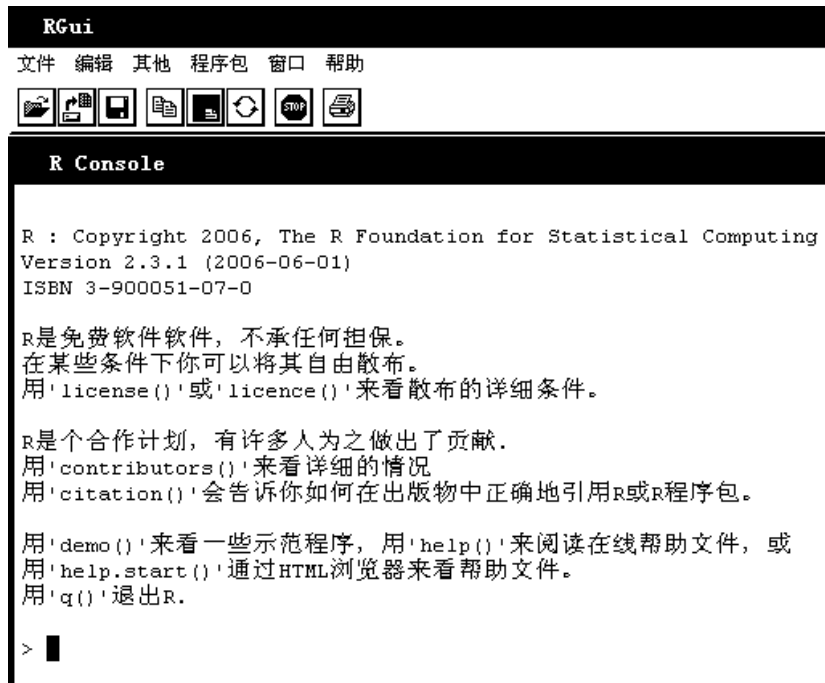 RGui
文件 编辑 其他 程序包 窗口 帮助
STOP
R Console
R : Copyright 2006, The R Foundation for Statistical Computing
Version 2.3.1 (2006-06-01)
ISBN 3-900051-07-0
R是免费软件软件，不承任何担保。
在某些条件下你可以将其自由散布。
用'license()'或'licence()'来看散布的详细条件。
R是个合作计划，有许多人为之做出了贡献.
用'contributors()'来看详细的情况
用'citation()'会告诉你如何在出版物中正确地引用R或R程序包。
用'demo()'来看一些示范程序，用'help()'来阅读在线帮助文件，或
用'help.start()'通过HTML浏览器来看帮助文件。
用'q()'退出R.
>